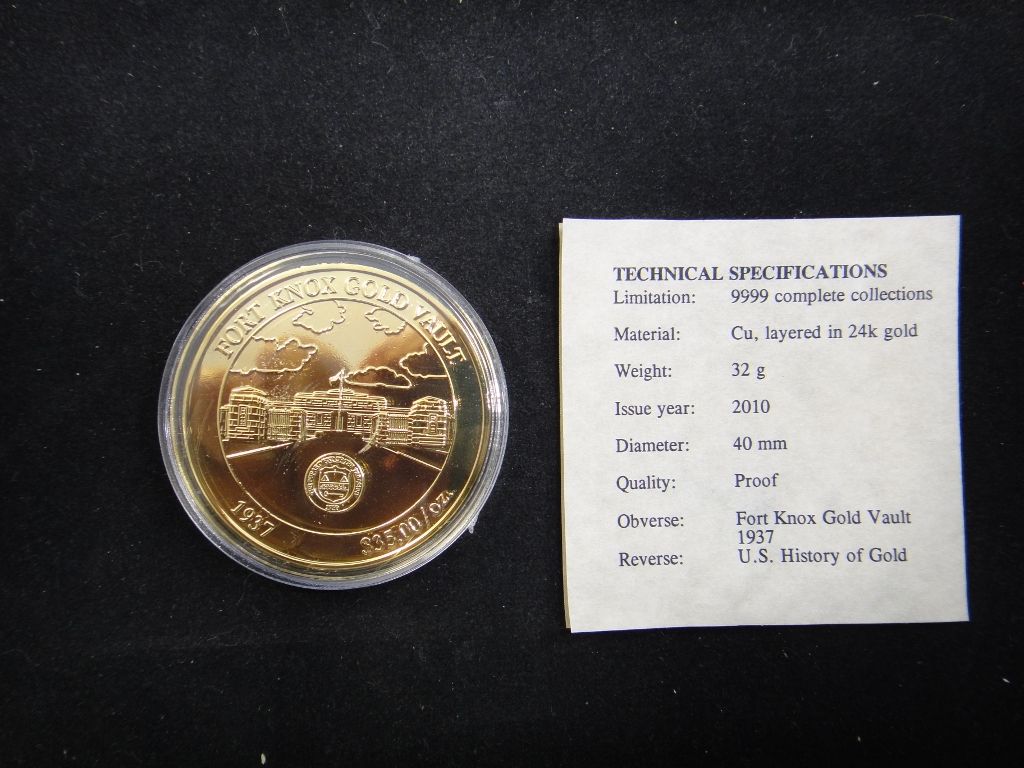 FORT KNOX GOLD VAULT
1937
$35.00/oz.
TECHNICAL SPECIFICATIONS
Limitation: 9999 complete collections
Material: Cu, layered in 24k gold
Weight: 32 g
Issue year: 2010
Diameter: 40 mm
Quality: Proof
Obverse: Fort Knox Gold Vault
1937
Reverse: U.S. History of Gold